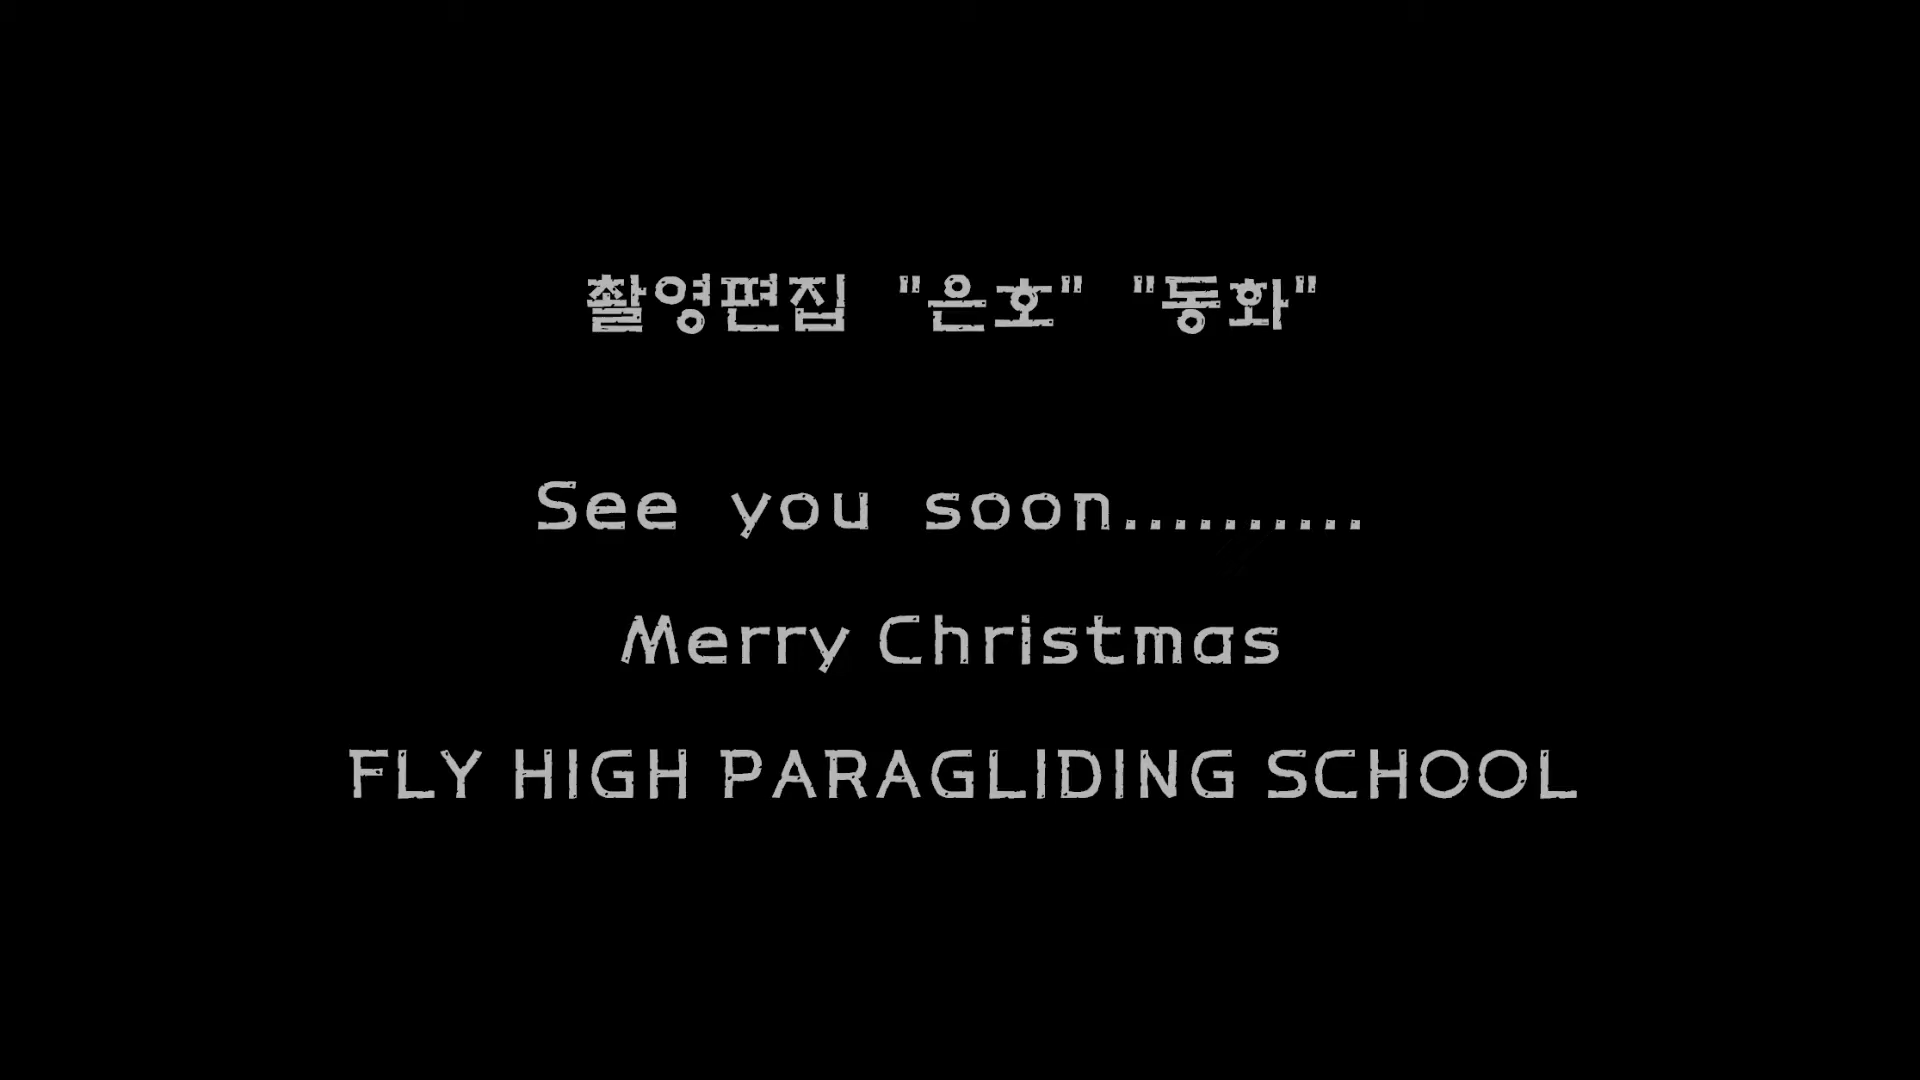 촬영편집 "은호" "동화"
See you soon..........
Merry Christmas
FLY HIGH PARAGLIDING SCHOOL